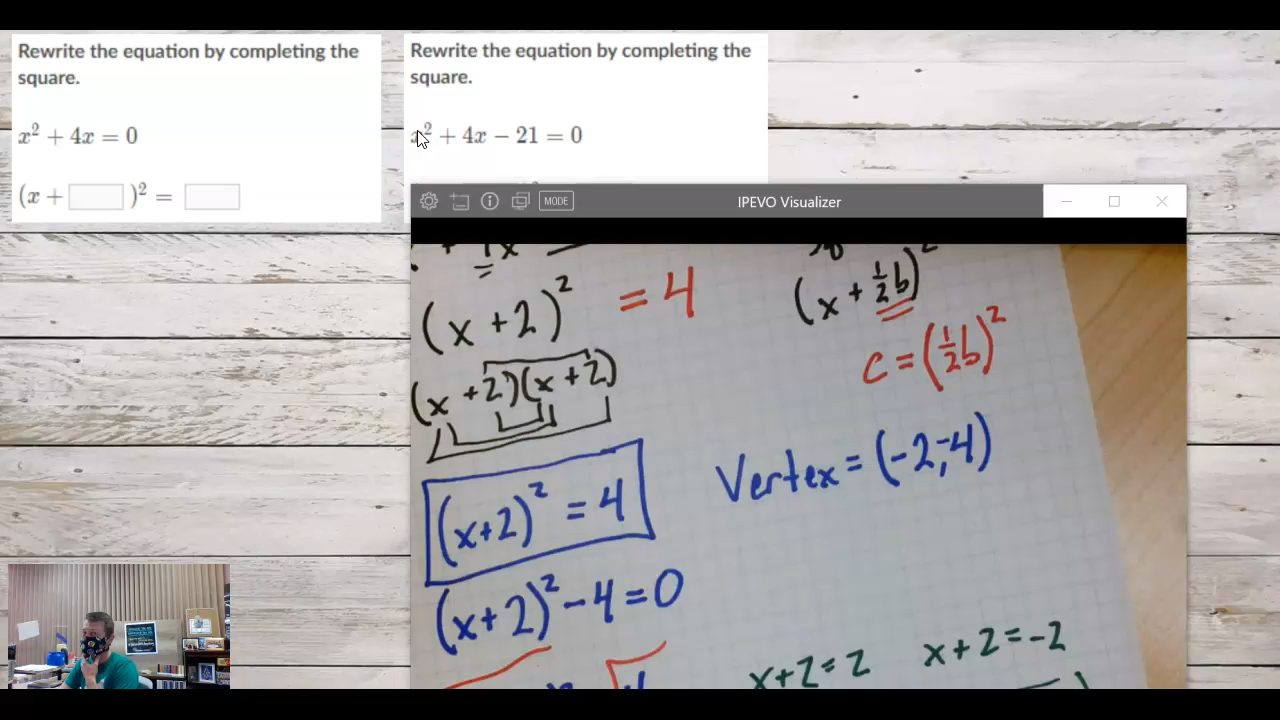 Rewrite the equation by completing the
square.
x² + 4x = 0
(x + )² =
Rewrite the equation by completing the
square.
x² + 4x − 21 = 0
MODE
IPEVO Visualizer
(x + 2)² = 4
(x + 2)(x + 2)
(x+2)² = 4
(x+2)² − 4 = 0
(x + ½b)²
c = (½b)²
Vertex = (-2,-4)
x+2 = 2
x+2 = -2